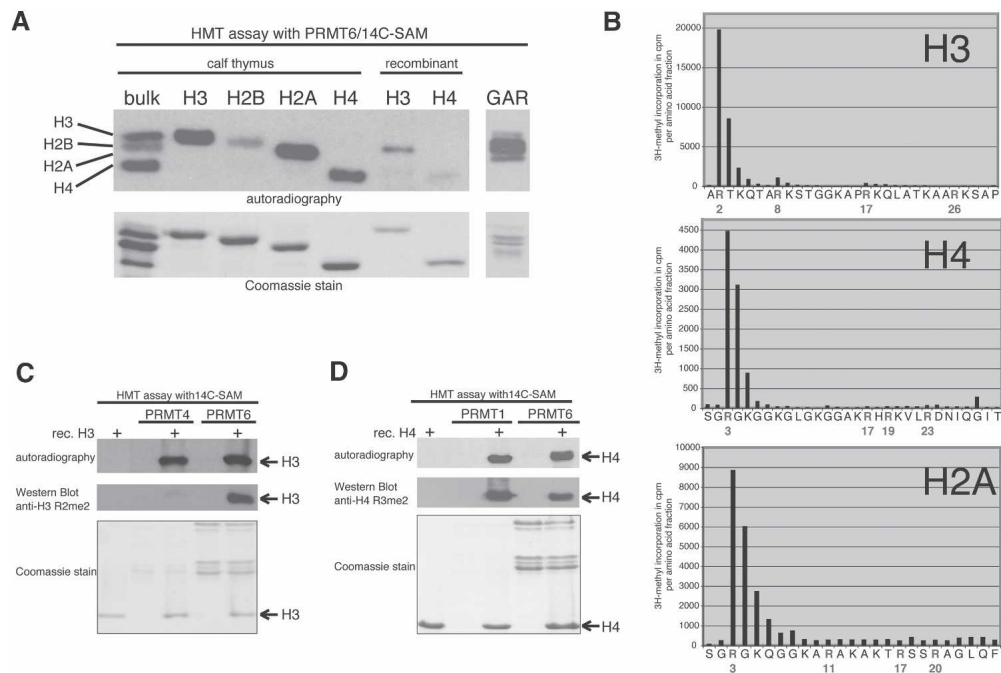 A
HMT assay with PRMT6/14C-SAM
calf thymus recombinant
bulk H3 H2B H2A H4 H3 H4 GAR
H3
H2B
H2A
H4
autoradiography
Coomassie stain
B
H3
3H-methyl incorporation in cpm
per amino acid fraction
20000
15000
10000
5000
0
A R T K Q T A R K S T G G K A P R K Q L A T K A A R K S A P
2 8 17 26
H4
3H-methyl incorporation in cpm
per amino acid fraction
4500
4000
3500
3000
2500
2000
1500
1000
500
0
S G R G K G G K G L G K G G A K R H R K V L R D N I Q G I T
3 17 19 23
H2A
3H-methyl incorporation in cpm
per amino acid fraction
10000
9000
8000
7000
6000
5000
4000
3000
2000
1000
0
S G R G K Q G G K A R A K A K T R S S R A G L Q F
3 11 17 20
C
HMT assay with14C-SAM
PRMT4 PRMT6
rec. H3 + + +
autoradiography H3
Western Blot
anti-H3 R2me2 H3
Coomassie stain
H3
D
HMT assay with14C-SAM
PRMT1 PRMT6
rec. H4 + + +
autoradiography H4
Western Blot
anti-H4 R3me2 H4
Coomassie stain
H4